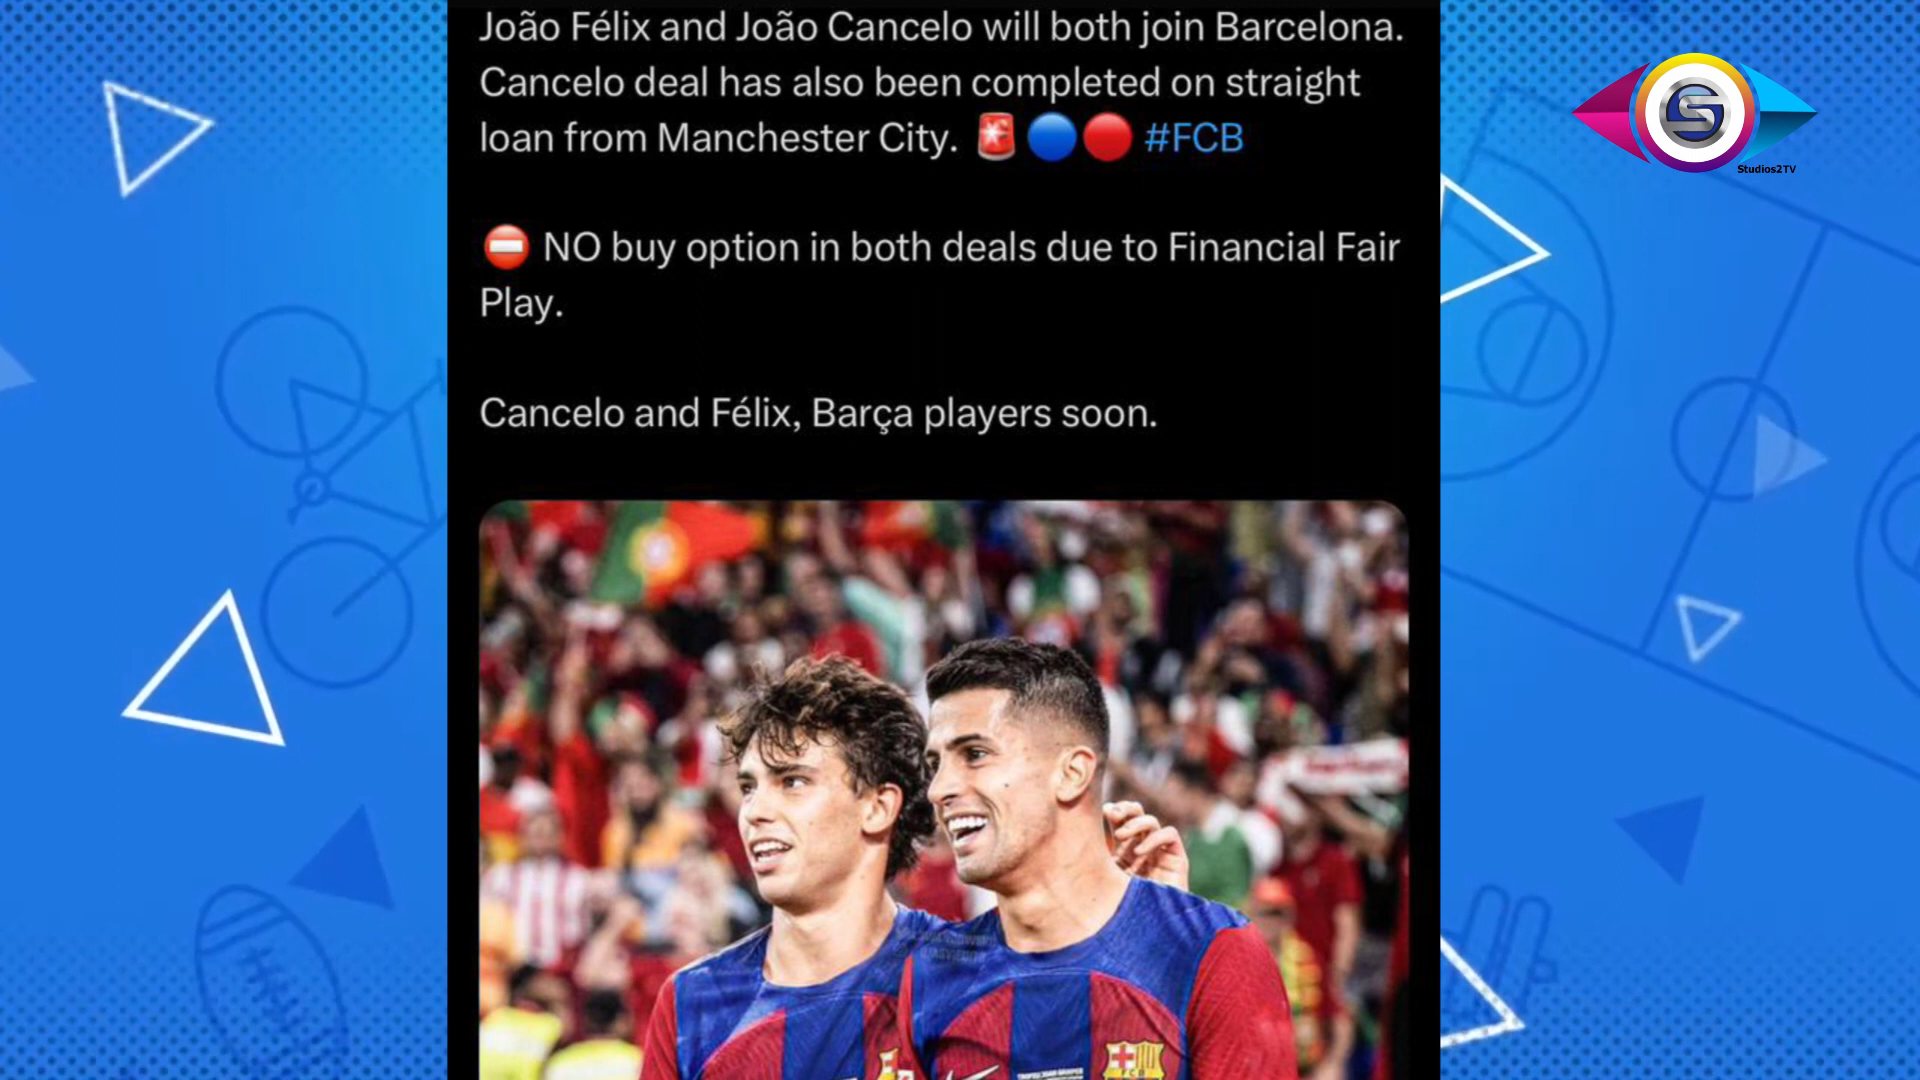 João Félix and João Cancelo will both join Barcelona.
Cancelo deal has also been completed on straight
loan from Manchester City. 🚨🔵🔴 #FCB
⛔ NO buy option in both deals due to Financial Fair
Play.
Cancelo and Félix, Barça players soon.
Studios2TV